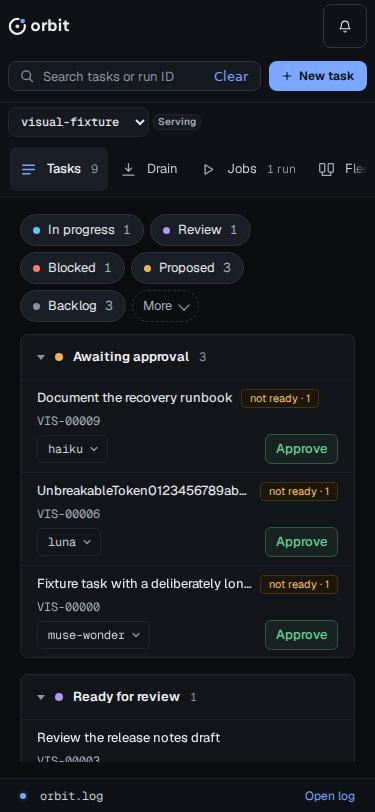 orbit
Search tasks or run ID Clear
+ New task
visual-fixture Serving
Tasks 9 Drain Jobs 1 run Flee
In progress 1 Review 1
Blocked 1 Proposed 3
Backlog 3 More
Awaiting approval 3
Document the recovery runbook not ready · 1
VIS-00009
haiku Approve
UnbreakableToken0123456789ab… not ready · 1
VIS-00006
luna Approve
Fixture task with a deliberately lon… not ready · 1
VIS-00000
muse-wonder Approve
Ready for review 1
Review the release notes draft
VIS-00003
orbit.log Open log